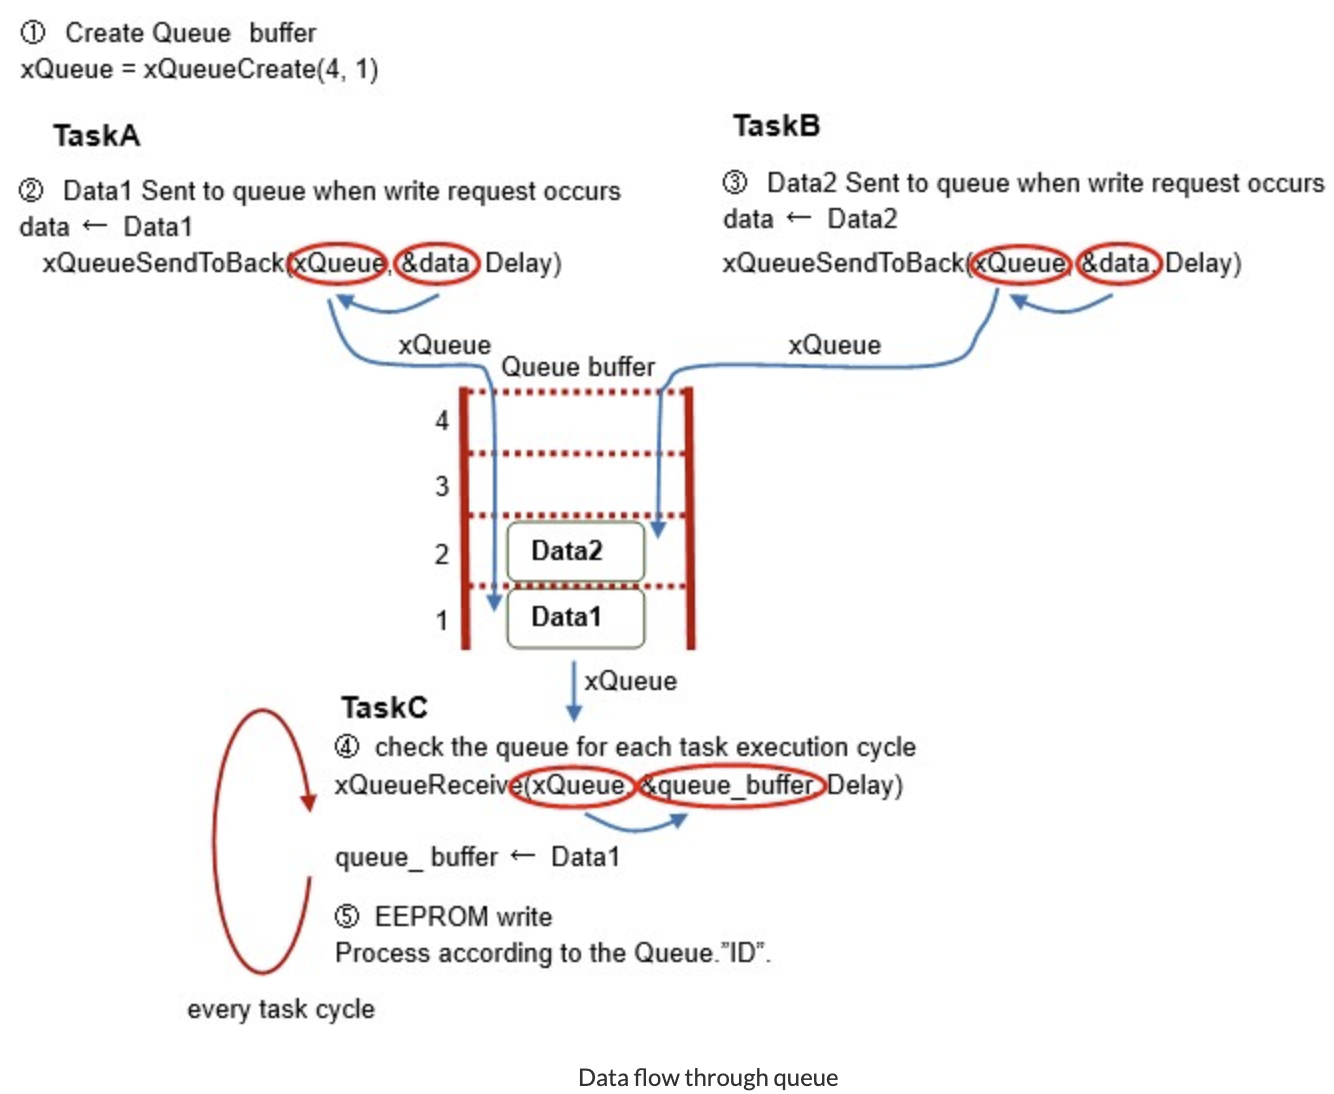 ① Create Queue buffer
xQueue = xQueueCreate(4, 1)
TaskA
② Data1 Sent to queue when write request occurs
data ← Data1
xQueueSendToBack(xQueue, &data, Delay)
TaskB
③ Data2 Sent to queue when write request occurs
data ← Data2
xQueueSendToBack(xQueue, &data, Delay)
xQueue
xQueue
Queue buffer
4
3
2
Data2
1
Data1
xQueue
TaskC
④ check the queue for each task execution cycle
xQueueReceive(xQueue, &queue_buffer, Delay)
queue_ buffer ← Data1
⑤ EEPROM write
Process according to the Queue.”ID”.
every task cycle
Data flow through queue